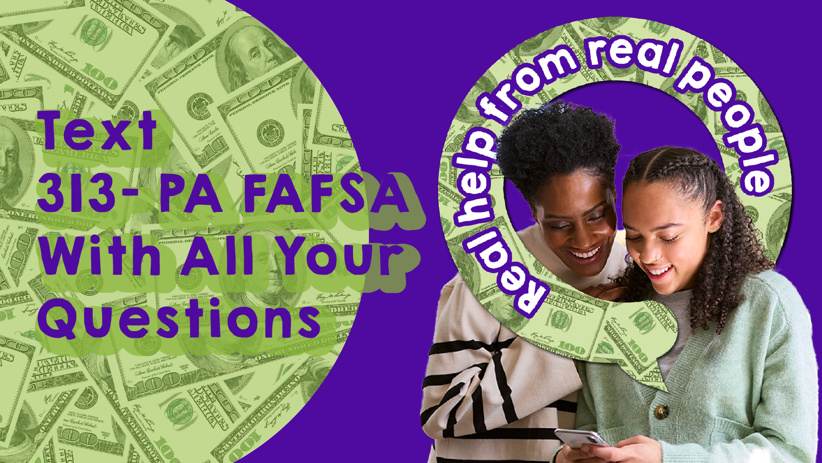 Text
313- PA FAFSA
With All Your
Questions
Real help from real people